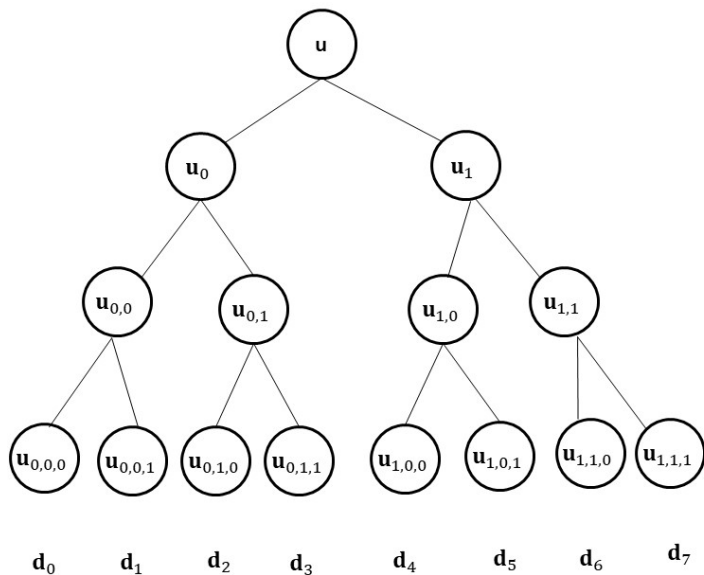 u
u₀ u₁
u₀,₀ u₀,₁ u₁,₀ u₁,₁
u₀,₀,₀ u₀,₀,₁ u₀,₁,₀ u₀,₁,₁ u₁,₀,₀ u₁,₀,₁ u₁,₁,₀ u₁,₁,₁
d₀ d₁ d₂ d₃ d₄ d₅ d₆ d₇